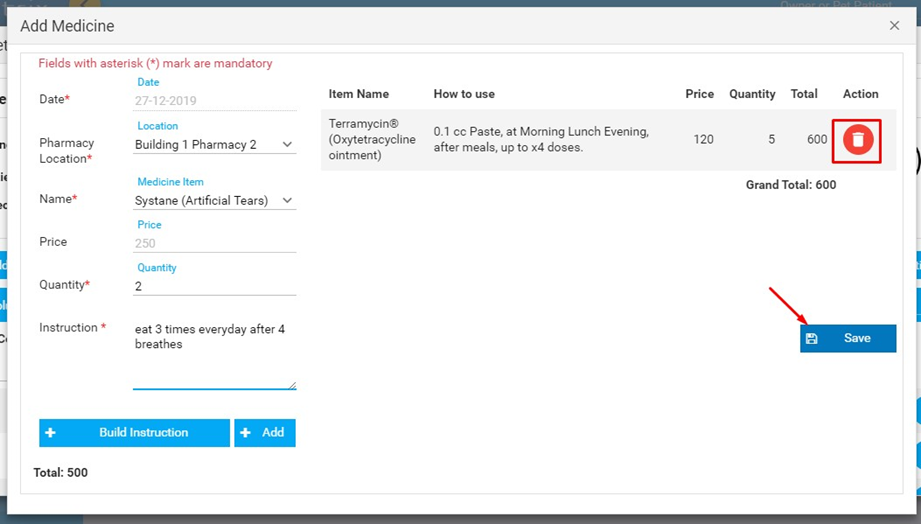 Owner or Pet Patient
Add Medicine
Fields with asterisk (*) mark are mandatory
Date
Date*
27-12-2019
Location
Pharmacy
Location*
Building 1 Pharmacy 2
Medicine Item
Name*
Systane (Artificial Tears)
Price
Price
250
Quantity
Quantity*
2
Instruction *
eat 3 times everyday after 4
breathes
Build Instruction
Add
Total: 500
Item Name How to use Price Quantity Total Action
Terramycin®
(Oxytetracycline
ointment)
0.1 cc Paste, at Morning Lunch Evening,
after meals, up to x4 doses.
120 5 600
Grand Total: 600
Save